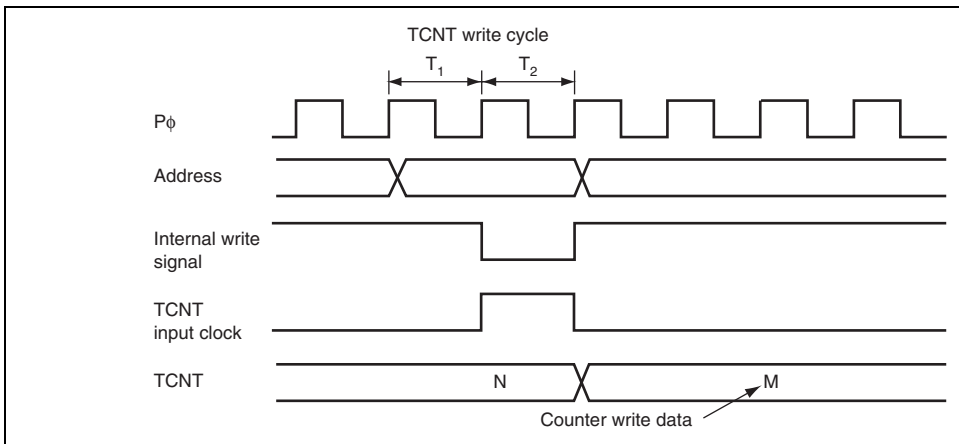 TCNT write cycle
T1 T2
Pϕ
Address
Internal write
signal
TCNT
input clock
TCNT N M
Counter write data